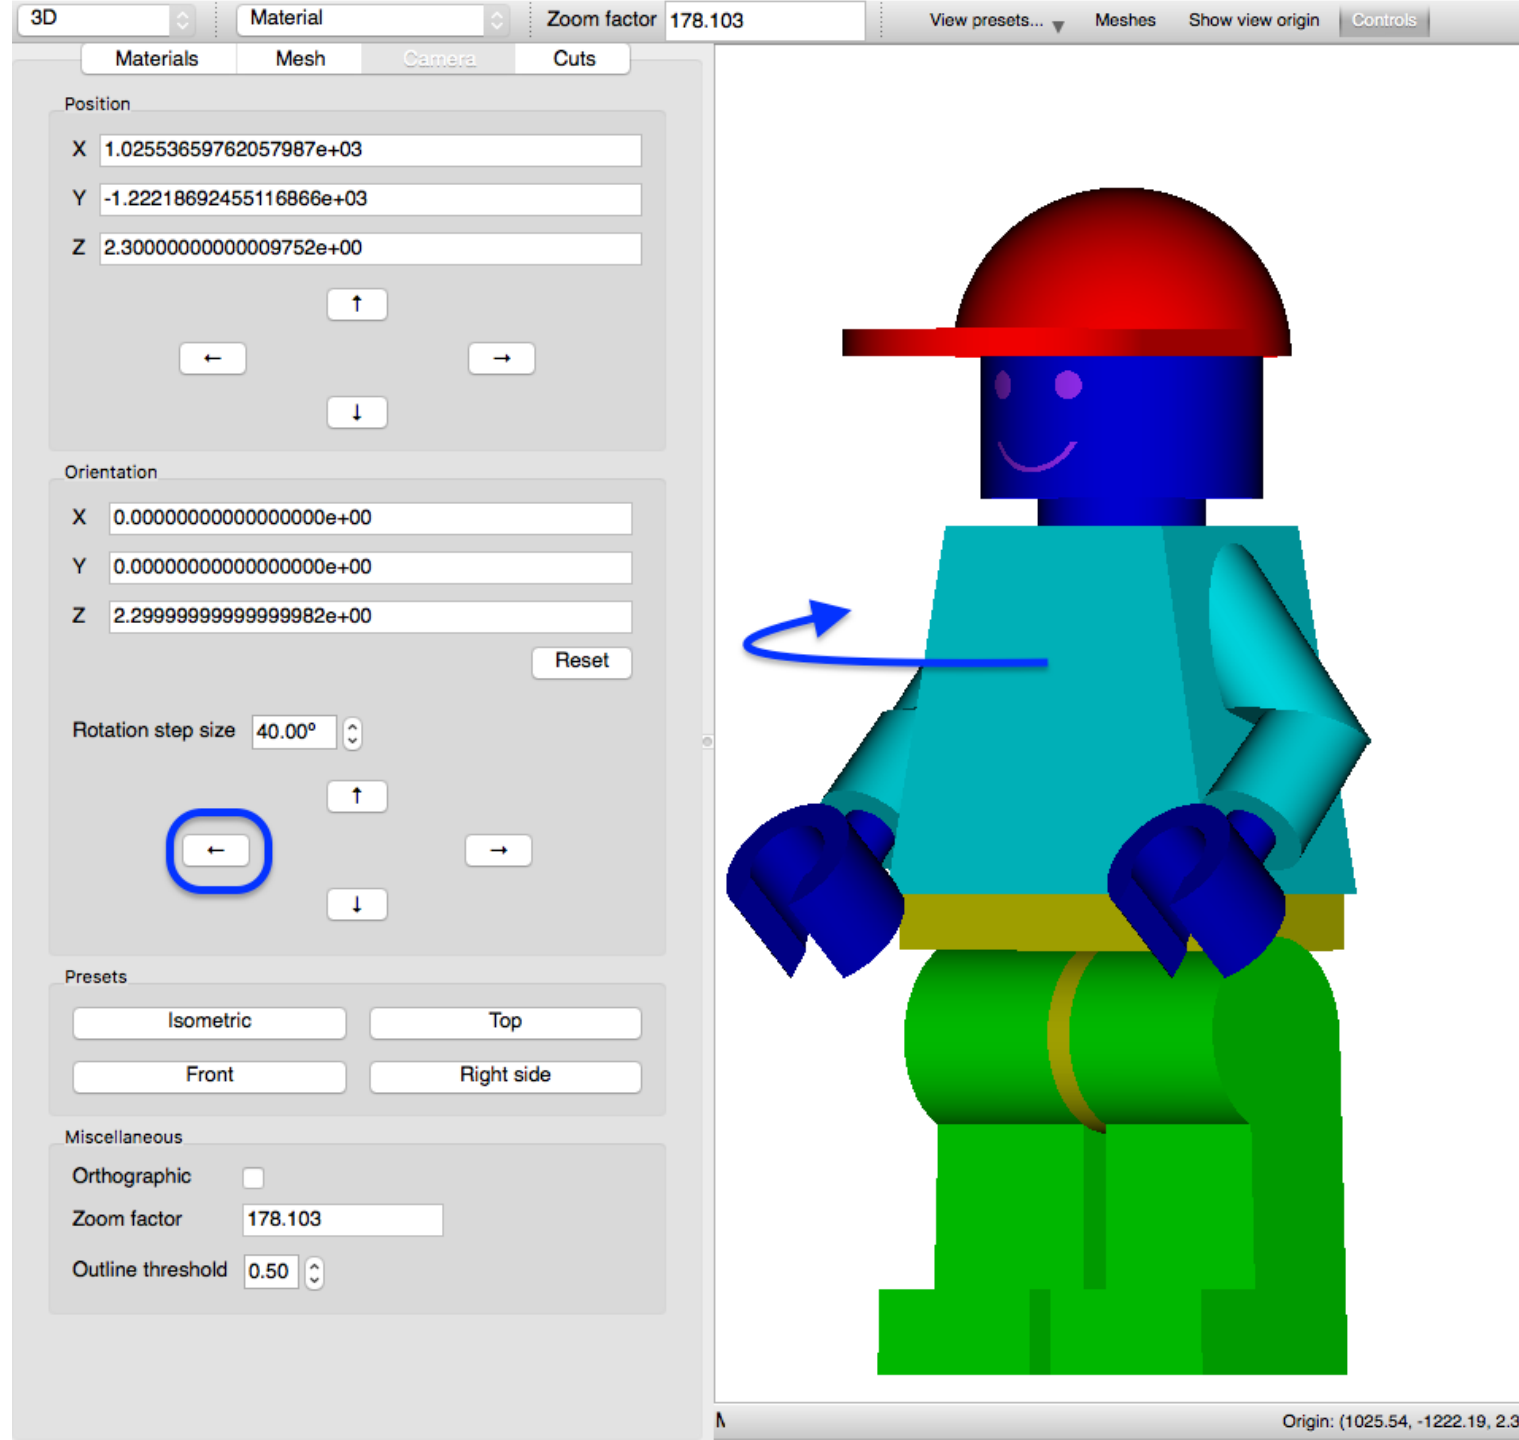 3D Material Zoom factor 178.103 View presets... Meshes Show view origin Controls
Materials Mesh Camera Cuts
Position
X 1.02553659762057987e+03
Y -1.22218692455116866e+03
Z 2.30000000000009752e+00
↑
← →
↓
Orientation
X 0.00000000000000000e+00
Y 0.00000000000000000e+00
Z 2.29999999999999982e+00
Reset
Rotation step size 40.00º
↑
← →
↓
Presets
Isometric Top
Front Right side
Miscellaneous
Orthographic
Zoom factor 178.103
Outline threshold 0.50
Origin: (1025.54, -1222.19, 2.3